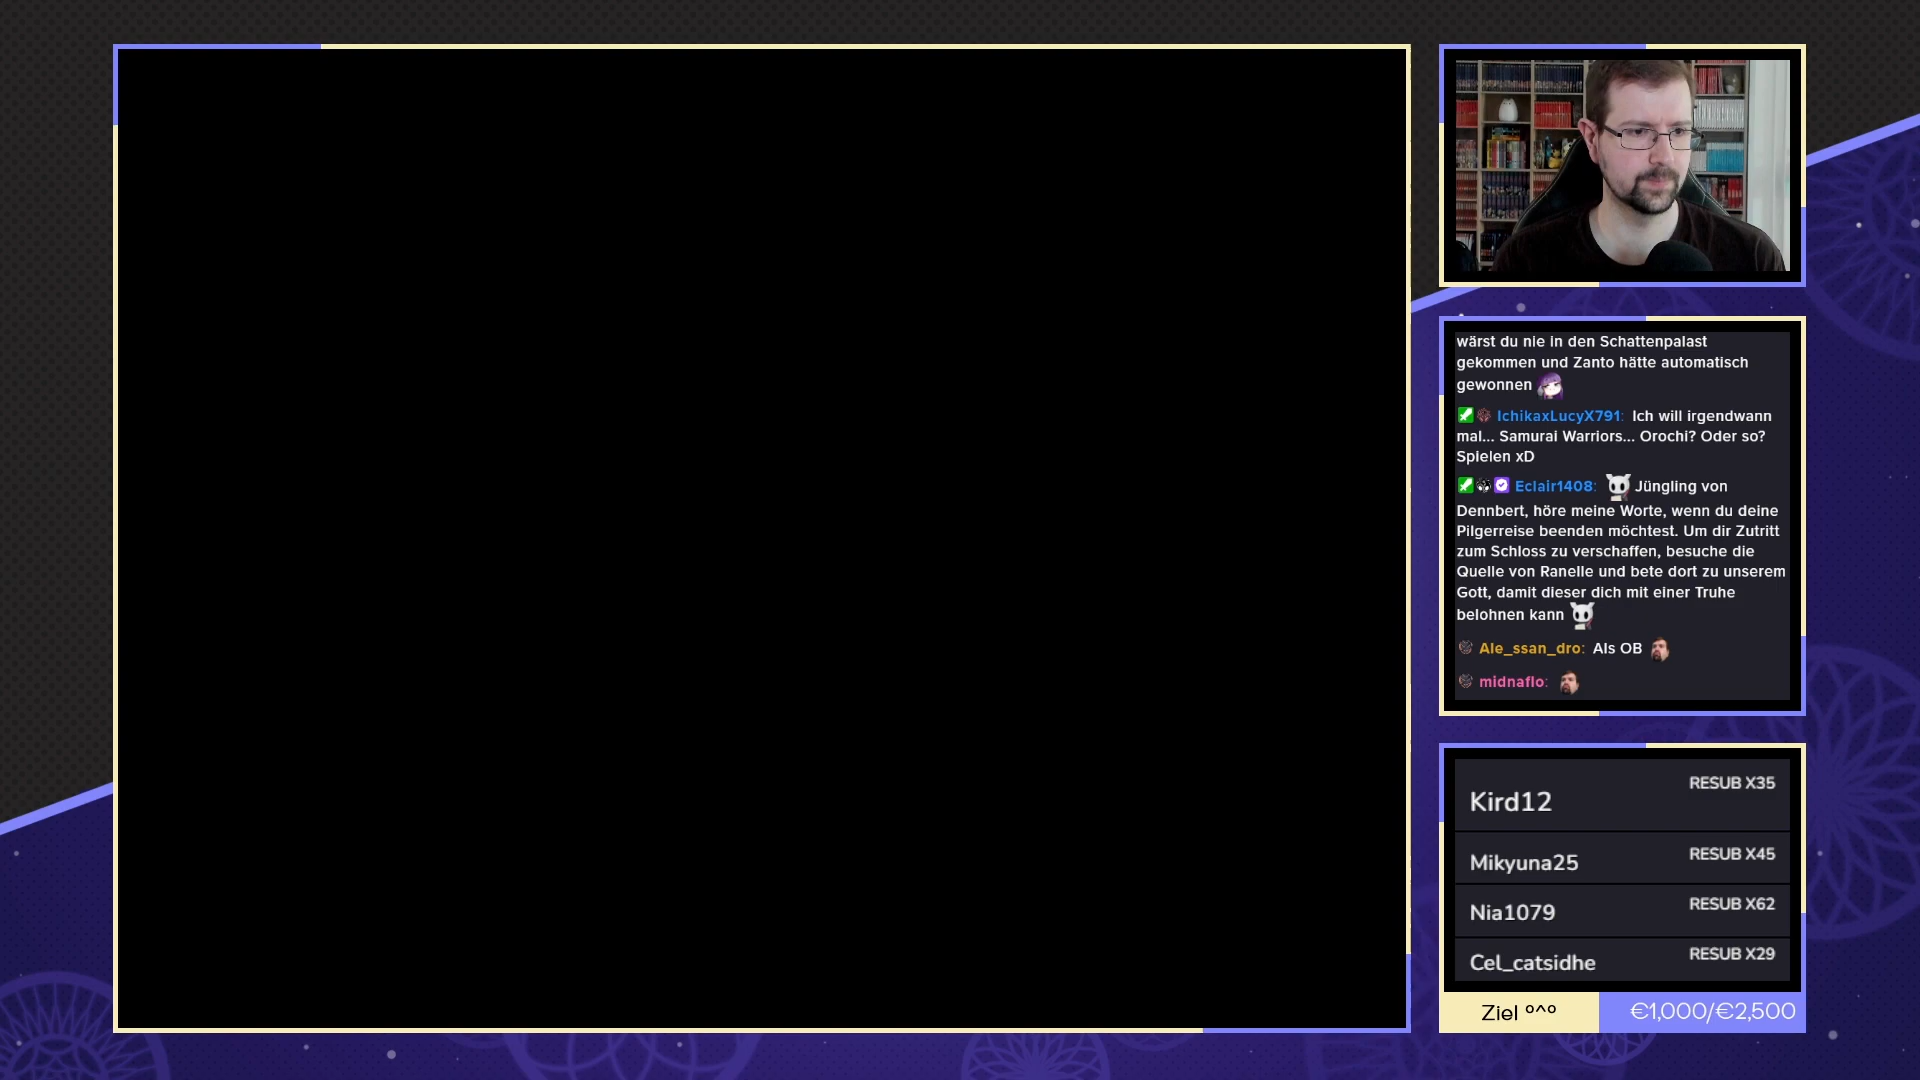 wärst du nie in den Schattenpalast
gekommen und Zanto hätte automatisch
gewonnen
IchikaxLucyX791: Ich will irgendwann
mal... Samurai Warriors... Orochi? Oder so?
Spielen xD
Eclair1408: Jüngling von
Dennbert, höre meine Worte, wenn du deine
Pilgerreise beenden möchtest. Um dir Zutritt
zum Schloss zu verschaffen, besuche die
Quelle von Ranelle und bete dort zu unserem
Gott, damit dieser dich mit einer Truhe
belohnen kann
Ale_ssan_dro: Als OB
midnaflo:
Kird12 RESUB X35
Mikyuna25 RESUB X45
Nia1079 RESUB X62
Cel_catsidhe RESUB X29
Ziel °^° €1,000/€2,500